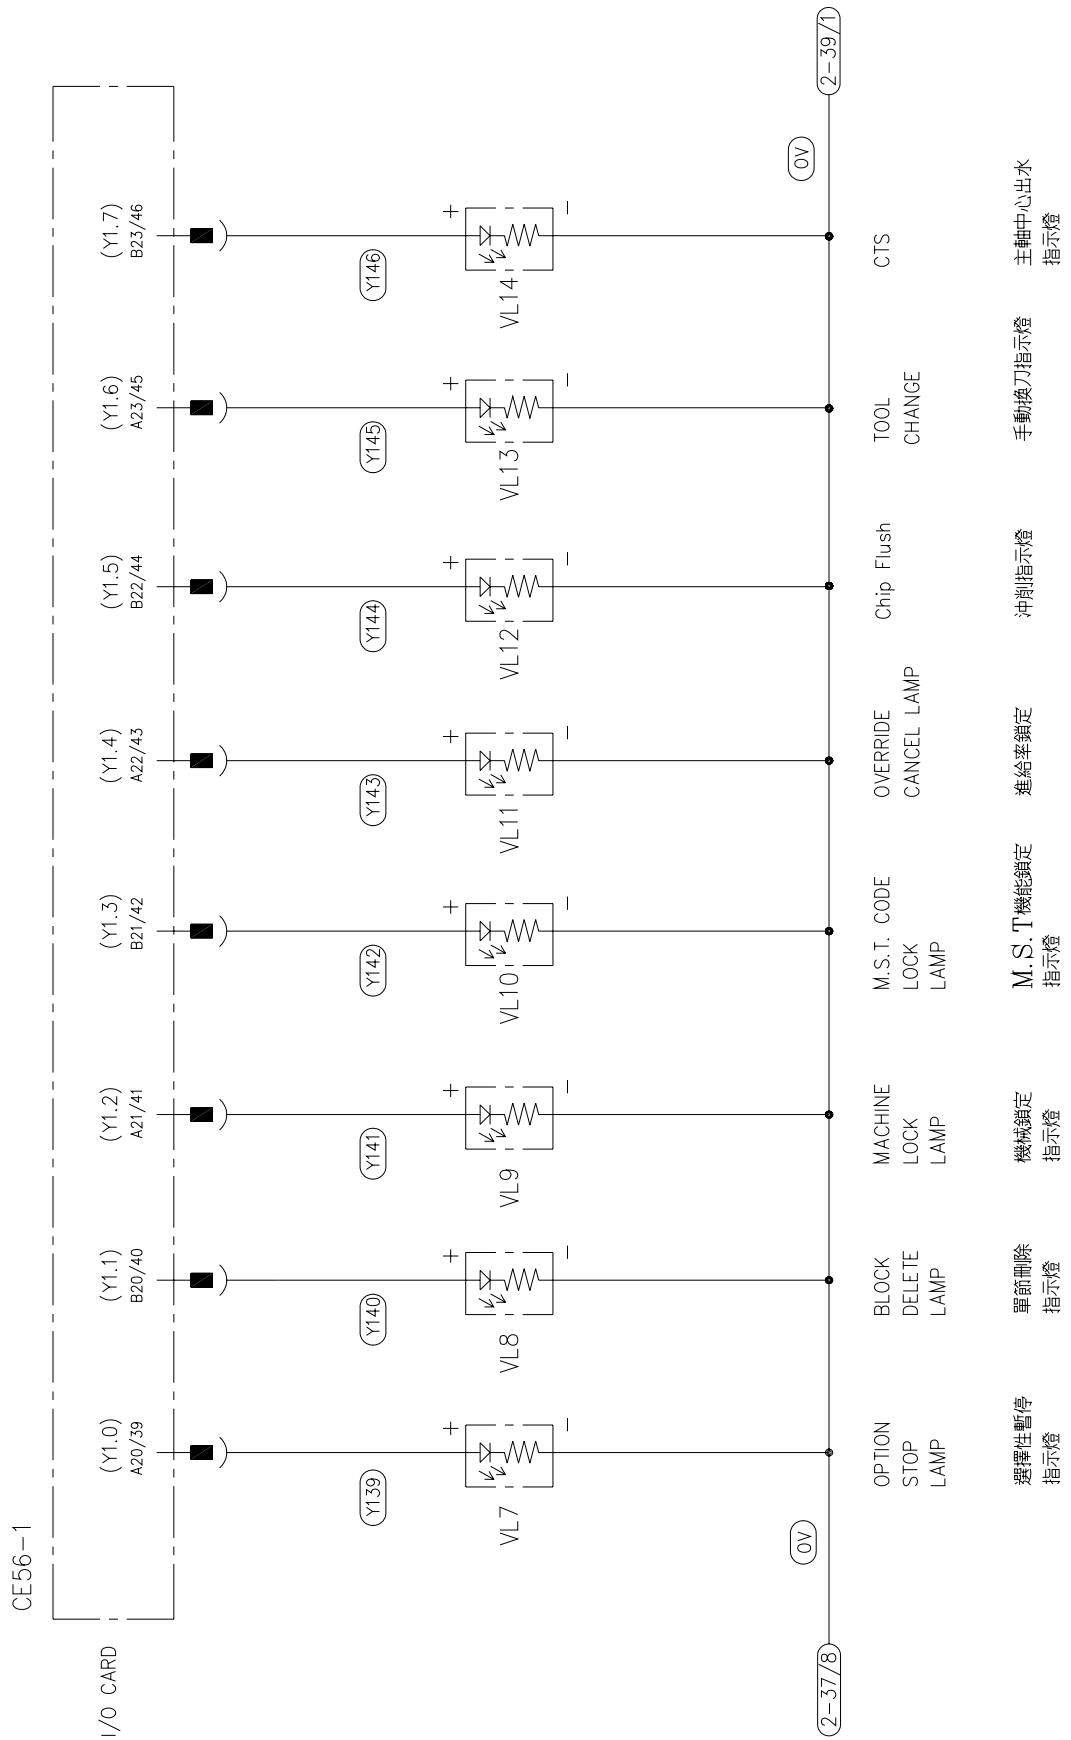 CE56-1
I/O CARD
(Y1.0)
A20/39
(Y1.1)
B20/40
(Y1.2)
A21/41
(Y1.3)
B21/42
(Y1.4)
A22/43
(Y1.5)
B22/44
(Y1.6)
A23/45
(Y1.7)
B23/46
Y139
Y140
Y141
Y142
Y143
Y144
Y145
Y146
+
+
+
+
+
+
+
+
VL7
VL8
VL9
VL10
VL11
VL12
VL13
VL14
-
-
-
-
-
-
-
-
0V
0V
2-37/8
2-39/1
OPTION
STOP
LAMP
BLOCK
DELETE
LAMP
MACHINE
LOCK
LAMP
M.S.T. CODE
LOCK
LAMP
OVERRIDE
CANCEL LAMP
Chip Flush
TOOL
CHANGE
CTS
選擇性暫停
指示燈
單節刪除
指示燈
機械鎖定
指示燈
M.S.T機能鎖定
指示燈
進給率鎖定
沖削指示燈
手動換刀指示燈
主軸中心出水
指示燈